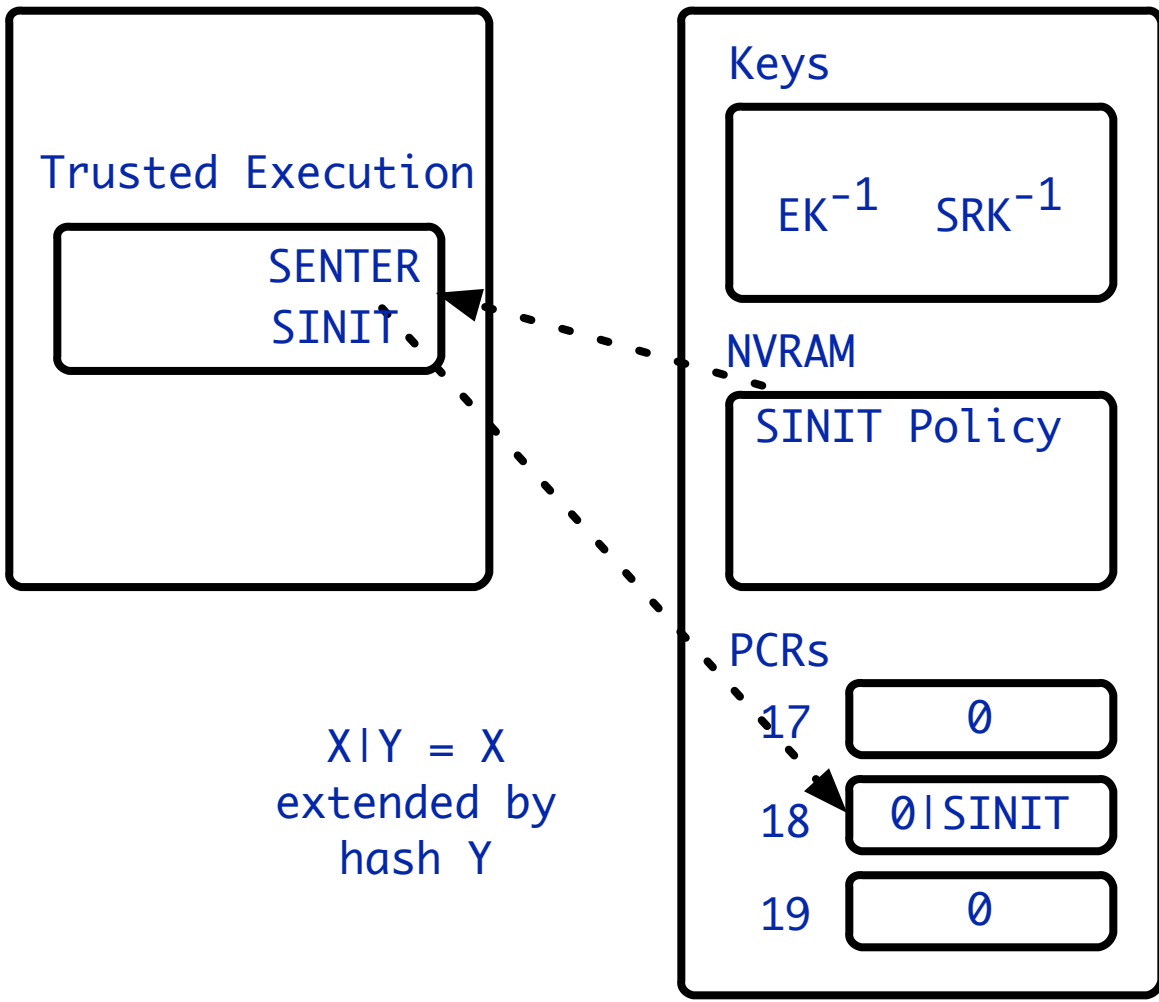 Trusted Execution
SENTER
SINIT
X|Y = X
extended by
hash Y
Keys
EK⁻¹ SRK⁻¹
NVRAM
SINIT Policy
PCRs
17 0
18 0|SINIT
19 0